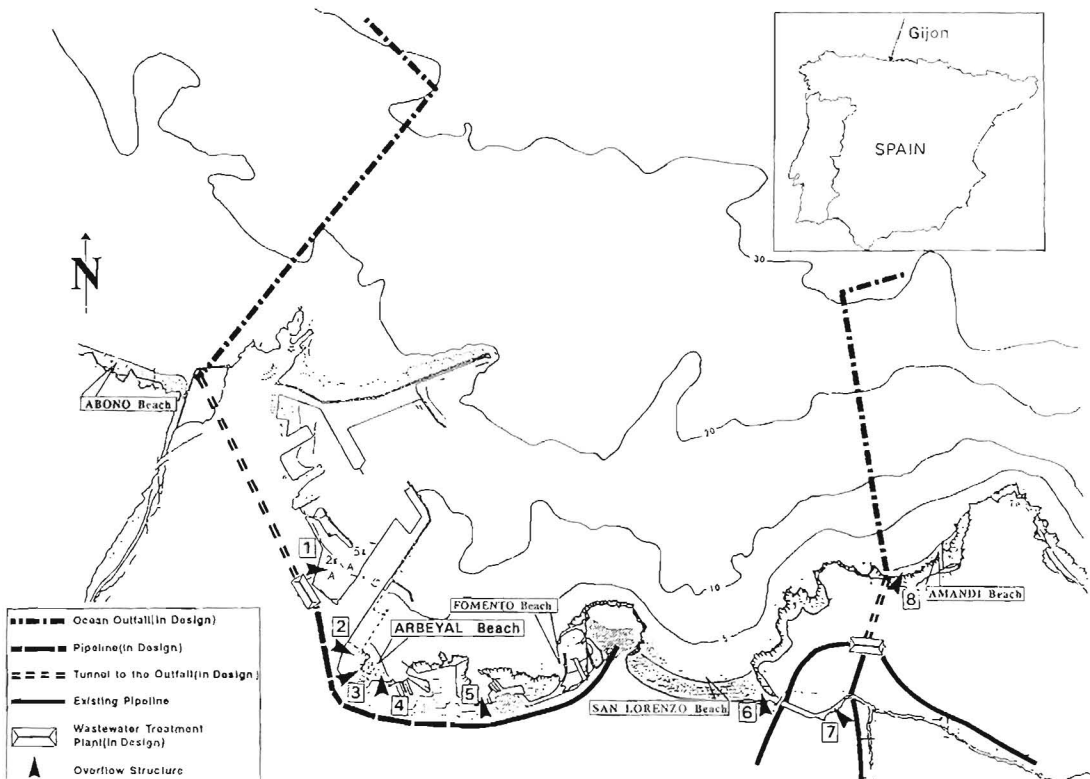 Gijon
SPAIN
N
30
20
10
5
ABONO Beach
1
2
3
4
5
6
7
8
FOMENTO Beach
ARBEYAL Beach
SAN LORENZO Beach
AMANDI Beach
Ocean Outfall(in Design)
Pipeline(in Design)
Tunnel to the Outfall(in Design)
Existing Pipeline
Wastewater Treatment
Plant(in Design)
Overflow Structure